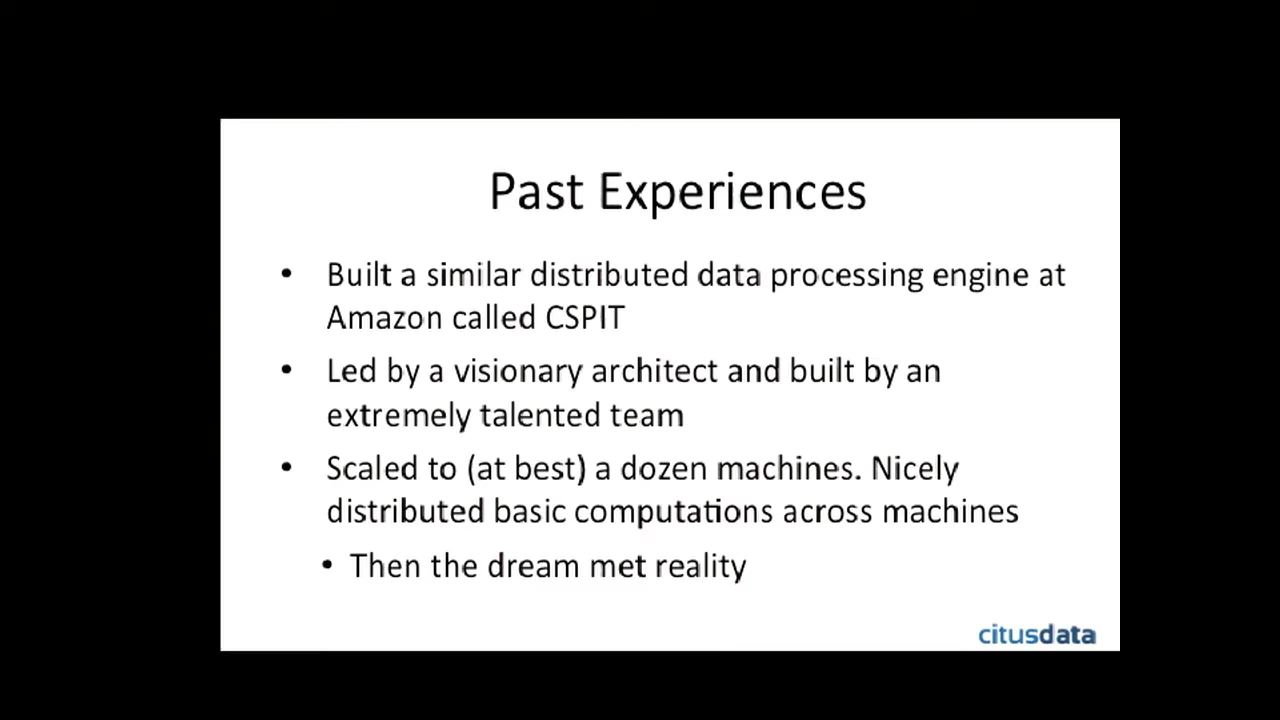 Past Experiences
• Built a similar distributed data processing engine at
Amazon called CSPIT
• Led by a visionary architect and built by an
extremely talented team
• Scaled to (at best) a dozen machines. Nicely
distributed basic computations across machines
• Then the dream met reality
citusdata